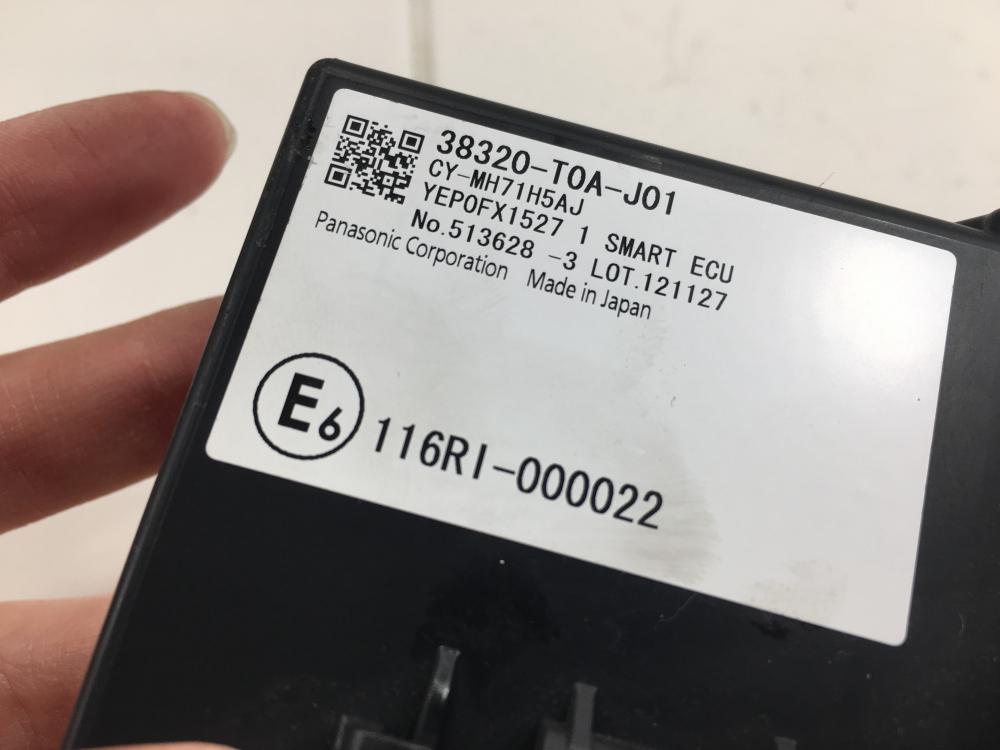 38320-T0A-J01
CY-MH71H5AJ
YEP0FX1527 1 SMART ECU
No.513628 -3 LOT.121127
Panasonic Corporation Made in Japan
E6 116RI-000022